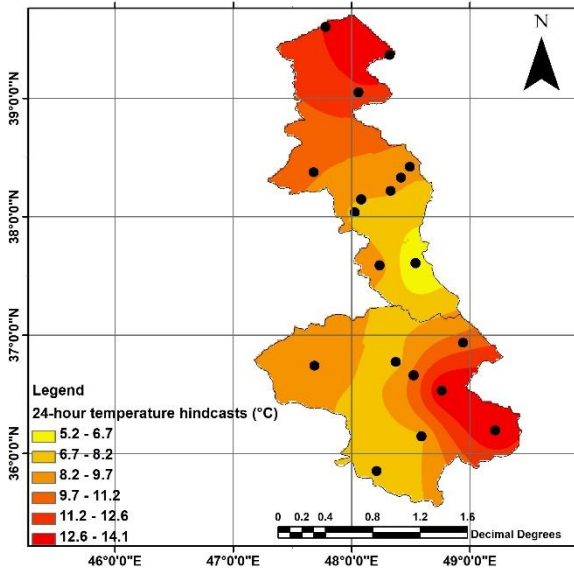 N
39°0'0"N
38°0'0"N
37°0'0"N
36°0'0"N
Legend
24-hour temperature hindcasts (°C)
5.2 - 6.7
6.7 - 8.2
8.2 - 9.7
9.7 - 11.2
11.2 - 12.6
12.6 - 14.1
0 0.2 0.4 0.8 1.2 1.6
Decimal Degrees
46°0'0"E 47°0'0"E 48°0'0"E 49°0'0"E